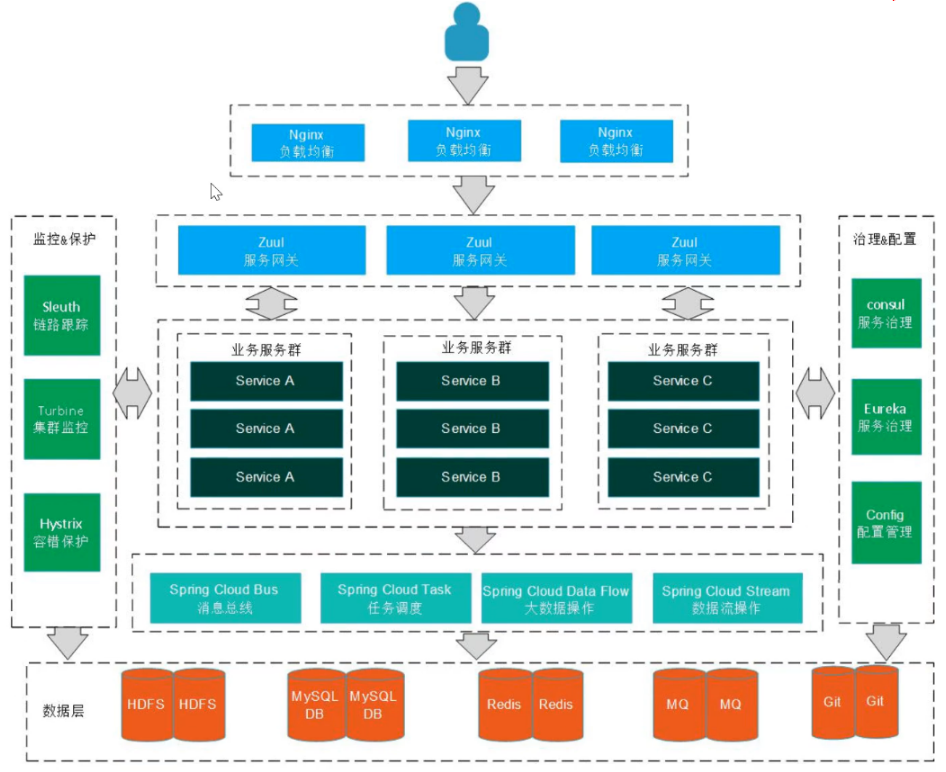 Nginx
负载均衡
Nginx
负载均衡
Nginx
负载均衡
Zuul
服务网关
Zuul
服务网关
Zuul
服务网关
监控&保护
Sleuth
链路跟踪
Turbine
集群监控
Hystrix
容错保护
业务服务群
Service A
Service A
Service A
业务服务群
Service B
Service B
Service B
业务服务群
Service C
Service C
Service C
治理&配置
consul
服务治理
Eureka
服务治理
Config
配置管理
Spring Cloud Bus
消息总线
Spring Cloud Task
任务调度
Spring Cloud Data Flow
大数据操作
Spring Cloud Stream
数据流操作
数据层
HDFS
HDFS
MySQL
DB
MySQL
DB
Redis
Redis
MQ
MQ
Git
Git